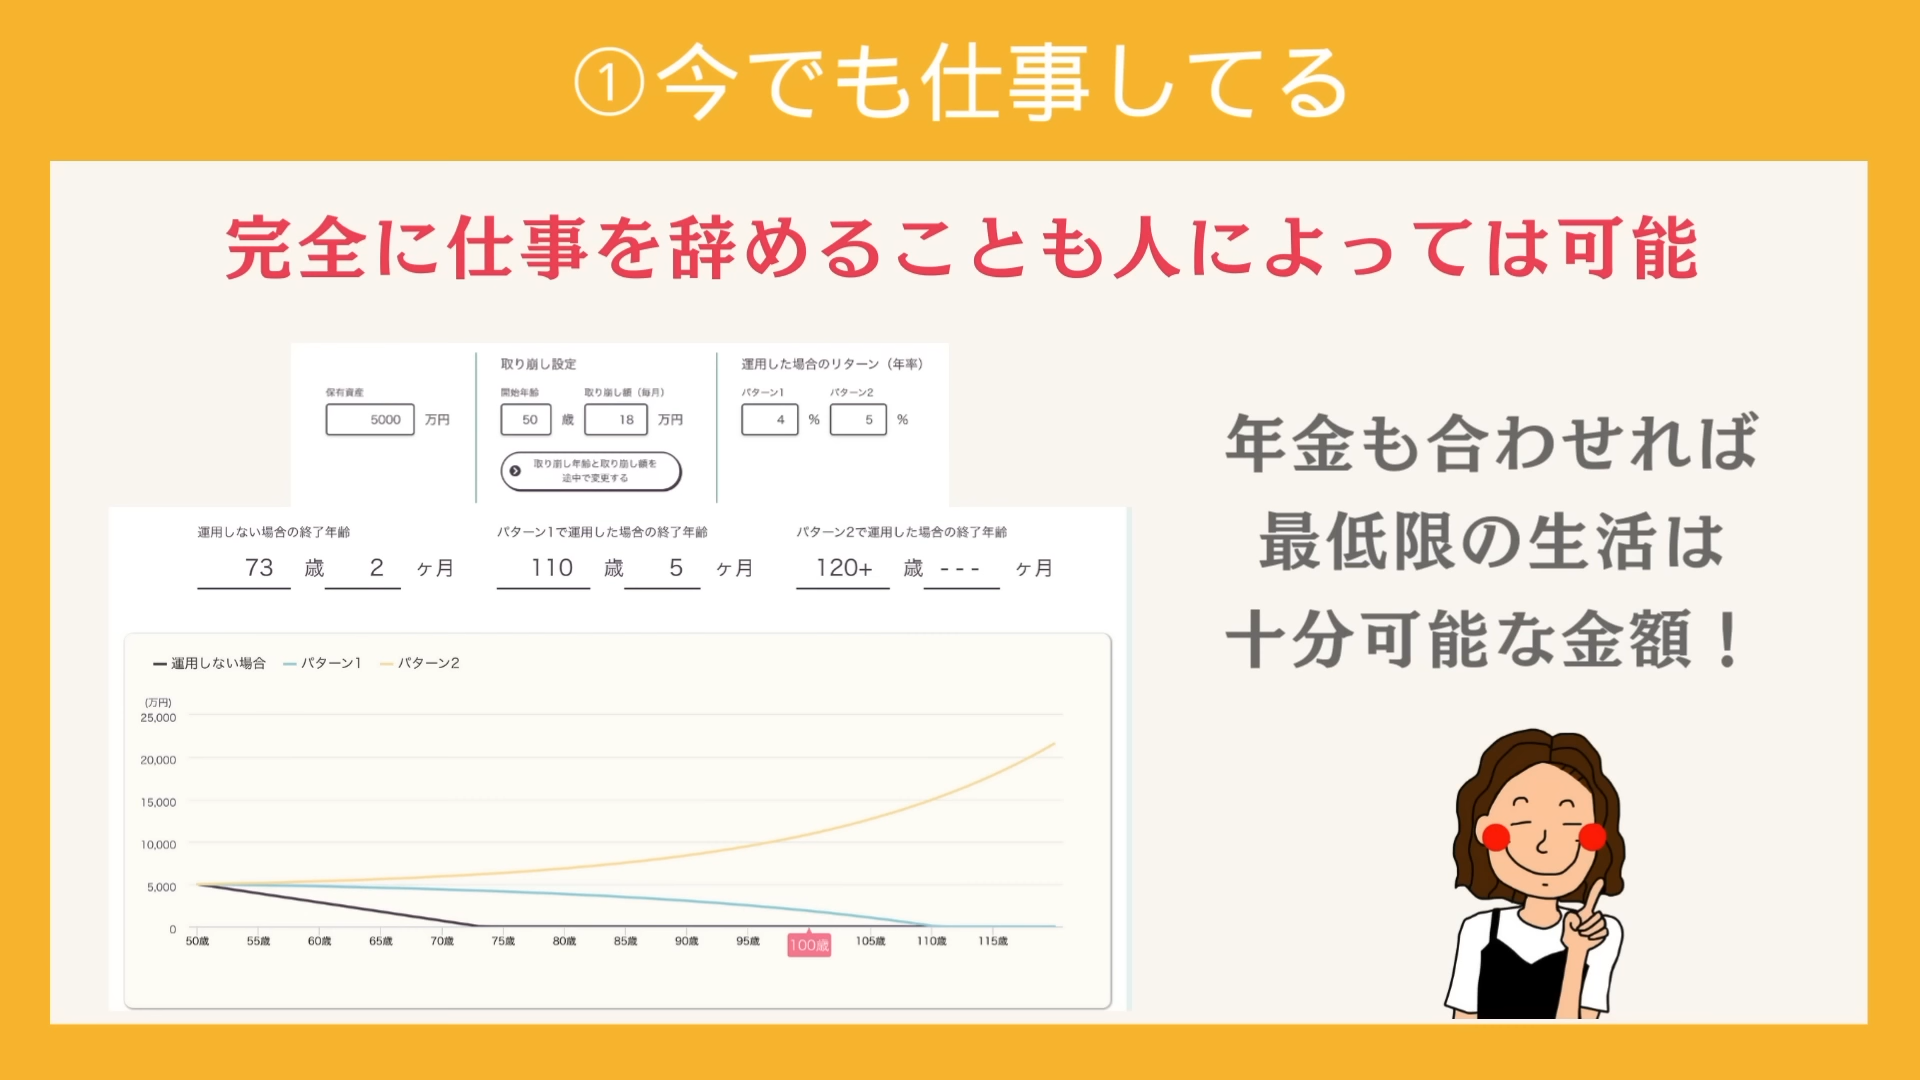 ①今でも仕事してる
完全に仕事を辞めることも人によっては可能
保有資産
5000 万円
取り崩し設定
開始年齢 取り崩し額（毎月）
50 歳 18 万円
取り崩し年齢と取り崩し額を
途中で変更する
運用した場合のリターン（年率）
パターン1 パターン2
4 % 5 %
運用しない場合の終了年齢
73 歳 2 ヶ月
パターン1で運用した場合の終了年齢
110 歳 5 ヶ月
パターン2で運用した場合の終了年齢
120+ 歳 --- ヶ月
運用しない場合 パターン1 パターン2
(万円)
25,000
20,000
15,000
10,000
5,000
0
50歳 55歳 60歳 65歳 70歳 75歳 80歳 85歳 90歳 95歳 100歳 105歳 110歳 115歳
年金も合わせれば
最低限の生活は
十分可能な金額！